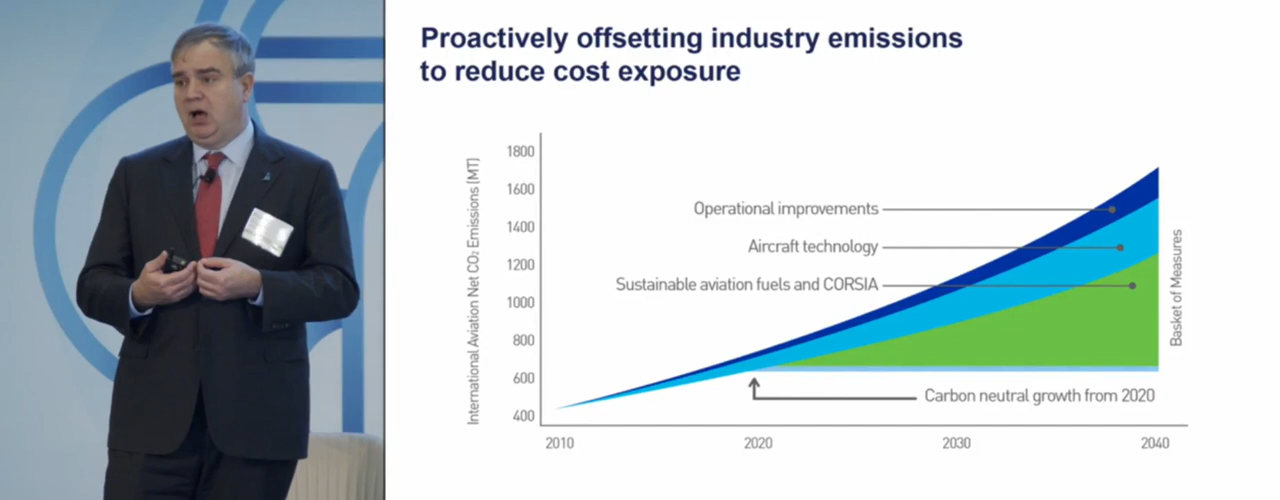 Proactively offsetting industry emissions
to reduce cost exposure
International Aviation Net CO₂ Emissions (MT)
1800
1600
1400
1200
1000
800
600
400
Operational improvements
Aircraft technology
Sustainable aviation fuels and CORSIA
Basket of Measures
Carbon neutral growth from 2020
2010
2020
2030
2040